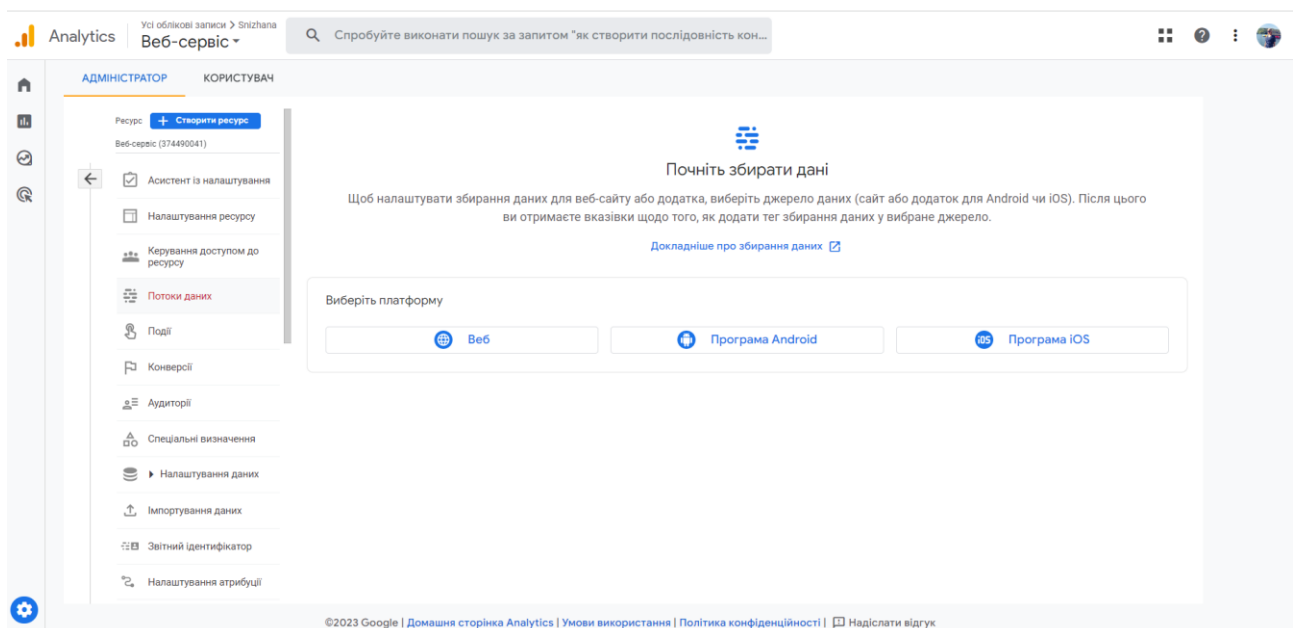 Analytics
Усі облікові записи > Snizhana
Веб-сервіс
Спробуйте виконати пошук за запитом "як створити послідовність кон...
АДМІНІСТРАТОР
КОРИСТУВАЧ
Ресурс
+ Створити ресурс
Веб-сервіс (374490041)
Асистент із налаштування
Налаштування ресурсу
Керування доступом до
ресурсу
Потоки даних
Події
Конверсії
Аудиторії
Спеціальні визначення
Налаштування даних
Імпортування даних
Звітний ідентифікатор
Налаштування атрибуції
Почніть збирати дані
Щоб налаштувати збирання даних для веб-сайту або додатка, виберіть джерело даних (сайт або додаток для Android чи iOS). Після цього
ви отримаєте вказівки щодо того, як додати тег збирання даних у вибране джерело.
Докладніше про збирання даних
Виберіть платформу
Веб
Програма Android
iOS Програма iOS
©2023 Google | Домашня сторінка Analytics | Умови використання | Політика конфіденційності | Надіслати відгук